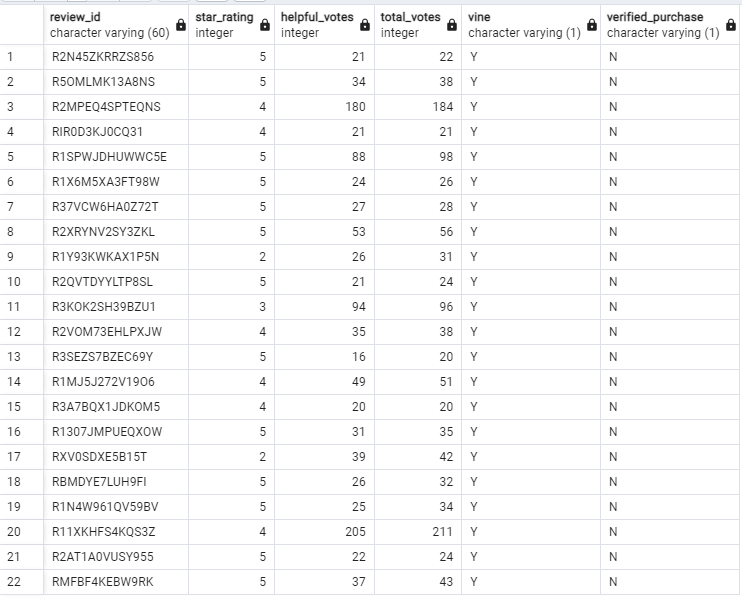 review_id star_rating helpful_votes total_votes vine verified_purchase
character varying (60) integer integer integer character varying (1) character varying (1)
1 R2N45ZKRRZS856 5 21 22 Y N
2 R5OMLMK13A8NS 5 34 38 Y N
3 R2MPEQ4SPTEQNS 4 180 184 Y N
4 RIR0D3KJ0CQ31 4 21 21 Y N
5 R1SPWJDHUWWC5E 5 88 98 Y N
6 R1X6M5XA3FT98W 5 24 26 Y N
7 R37VCW6HA0Z72T 5 27 28 Y N
8 R2XRYNV2SY3ZKL 5 53 56 Y N
9 R1Y93KWKAX1P5N 2 26 31 Y N
10 R2QVTDYYLTP8SL 5 21 24 Y N
11 R3KOK2SH39BZU1 3 94 96 Y N
12 R2VOM73EHLPXJW 4 35 38 Y N
13 R3SEZS7BZEC69Y 5 16 20 Y N
14 R1MJ5J272V19O6 4 49 51 Y N
15 R3A7BQX1JDKOM5 4 20 20 Y N
16 R1307JMPUEQXOW 5 31 35 Y N
17 RXV0SDXE5B15T 2 39 42 Y N
18 RBMDYE7LUH9FI 5 26 32 Y N
19 R1N4W961QV59BV 5 25 34 Y N
20 R11XKHFS4KQS3Z 4 205 211 Y N
21 R2AT1A0VUSY955 5 22 24 Y N
22 RMFBF4KEBW9RK 5 37 43 Y N